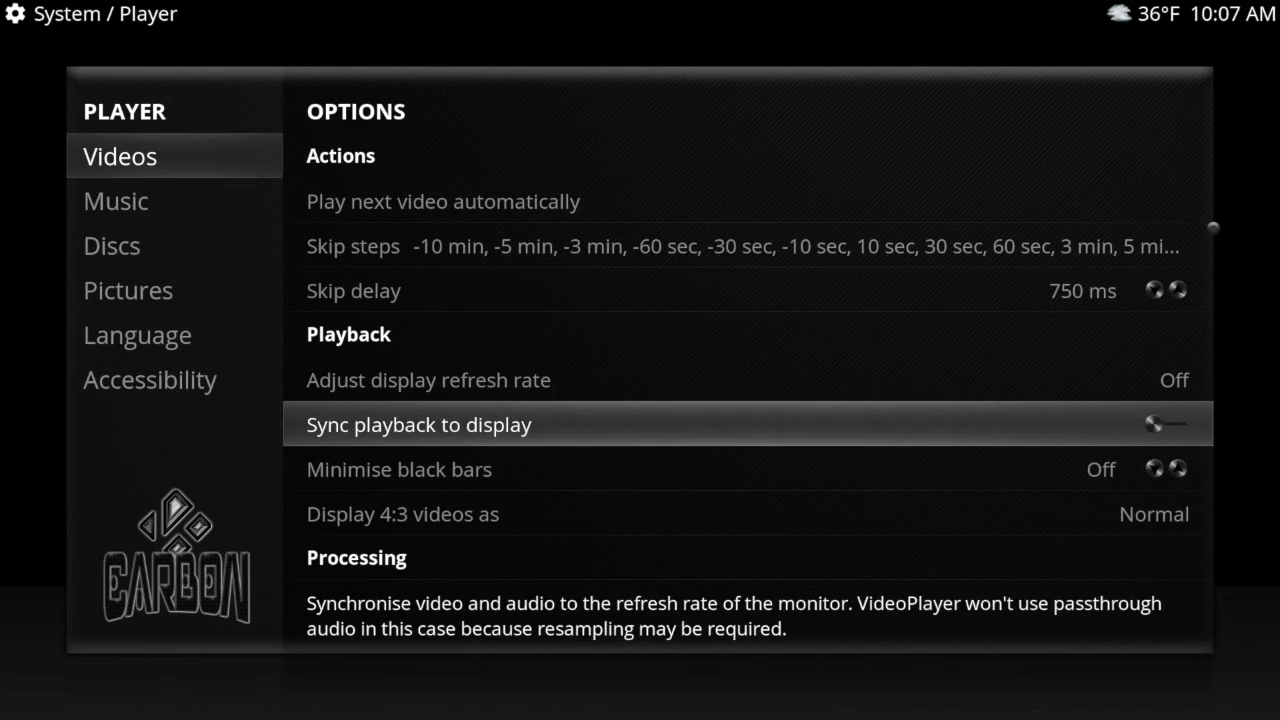 System / Player
36°F 10:07 AM
PLAYER
Videos
Music
Discs
Pictures
Language
Accessibility
CARBON
OPTIONS
Actions
Play next video automatically
Skip steps -10 min, -5 min, -3 min, -60 sec, -30 sec, -10 sec, 10 sec, 30 sec, 60 sec, 3 min, 5 mi...
Skip delay 750 ms
Playback
Adjust display refresh rate Off
Sync playback to display
Minimise black bars Off
Display 4:3 videos as Normal
Processing
Synchronise video and audio to the refresh rate of the monitor. VideoPlayer won't use passthrough
audio in this case because resampling may be required.